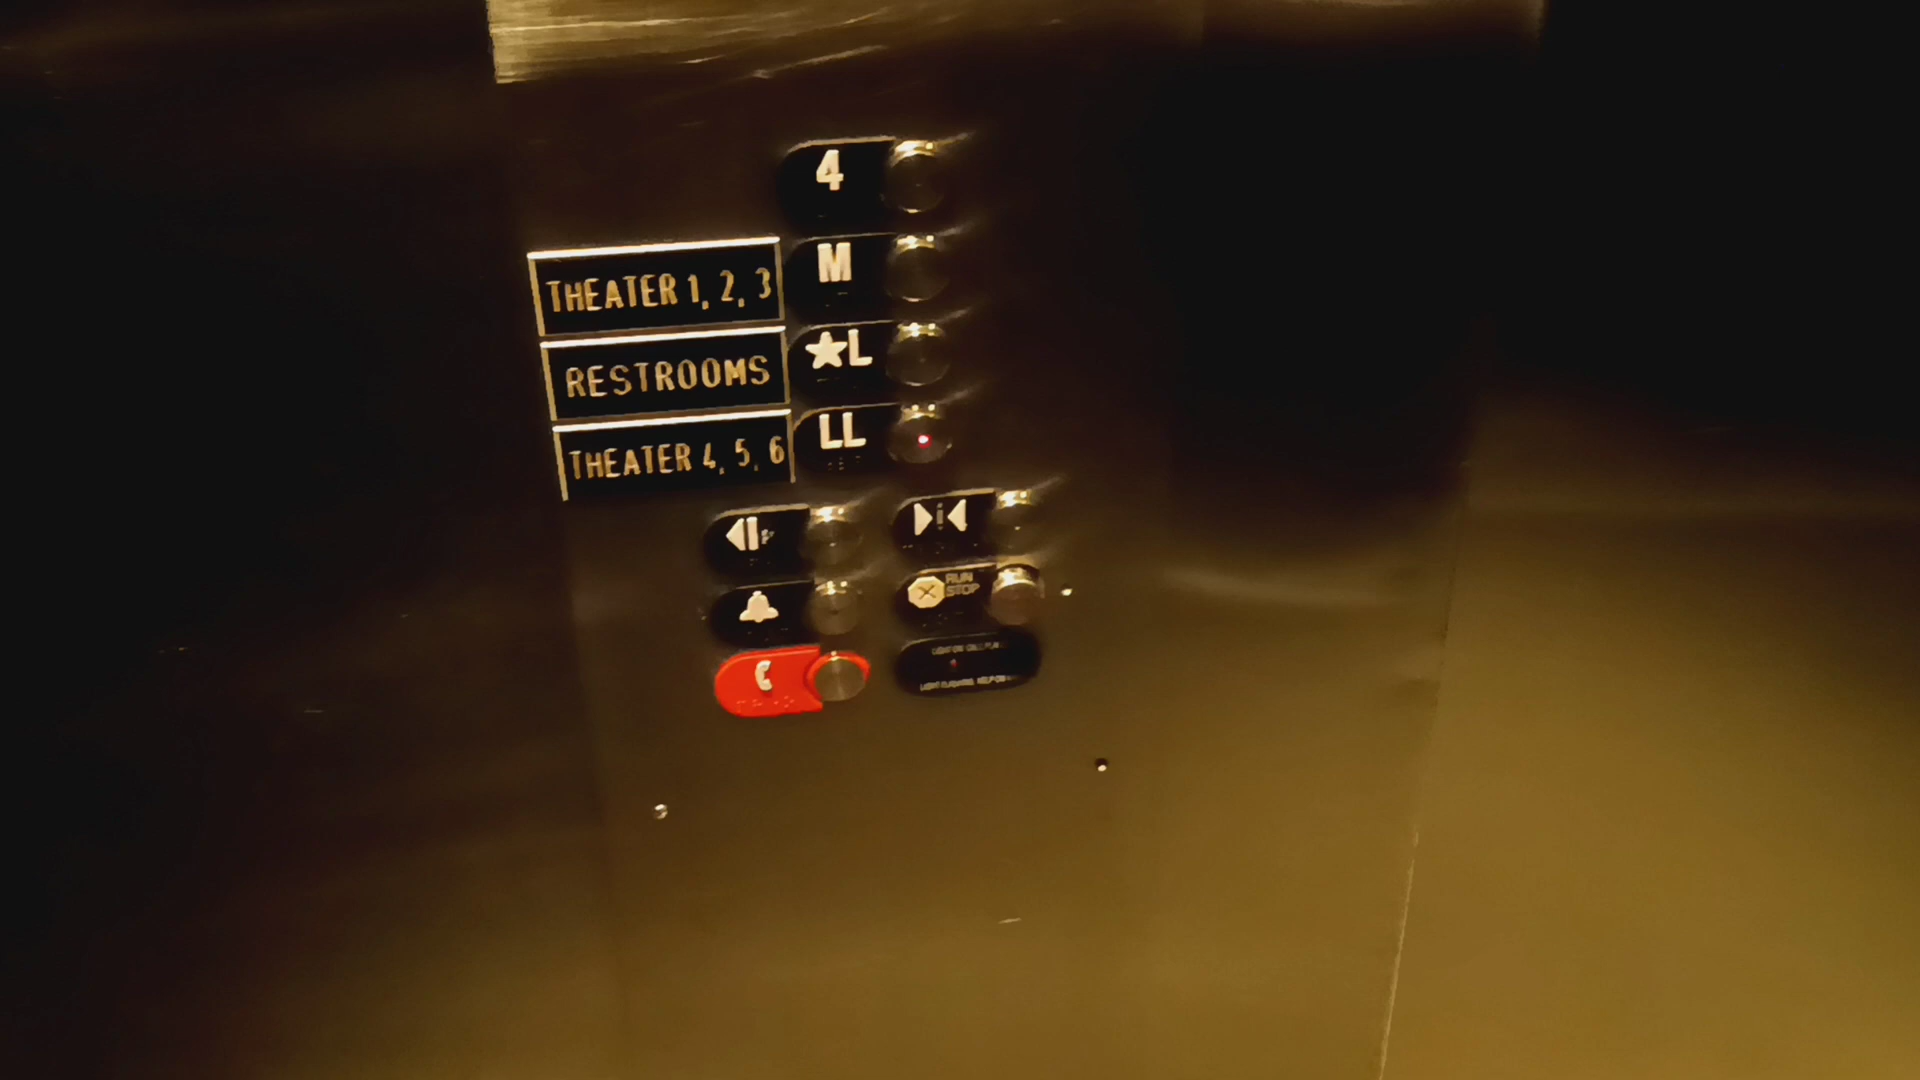 4
THEATER 1, 2, 3 M
RESTROOMS ★L
THEATER 4, 5, 6 LL
RUN
STOP